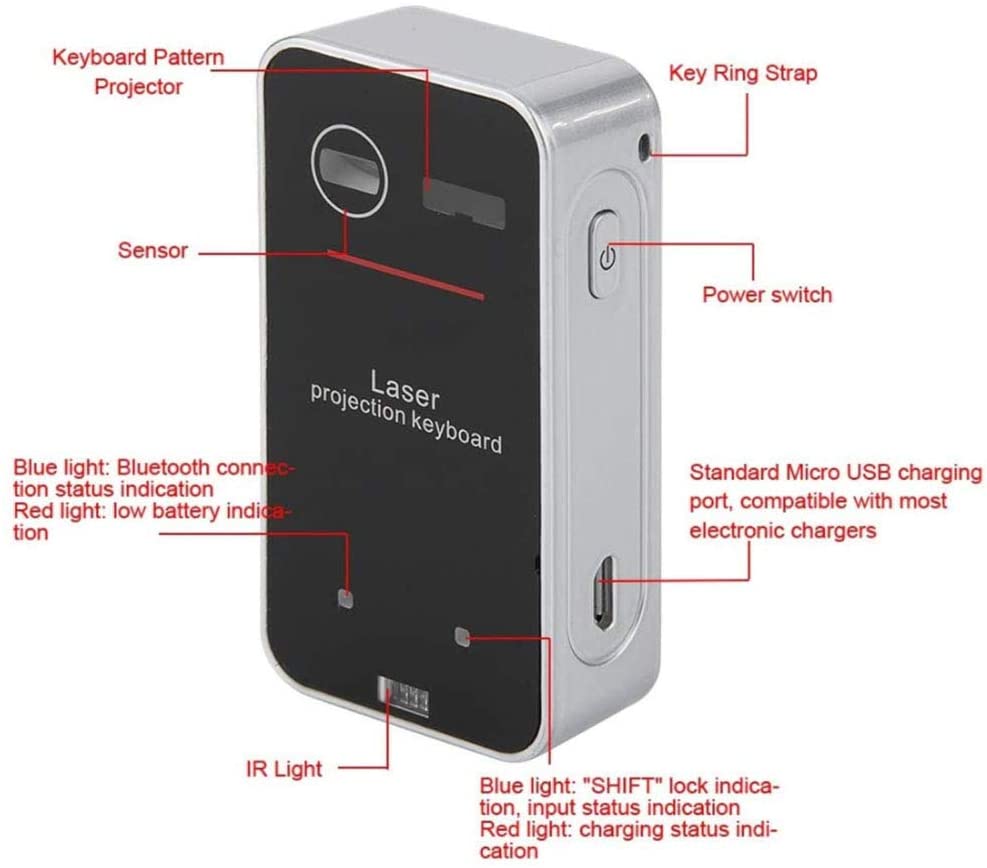 Keyboard Pattern
Projector
Key Ring Strap
Sensor
Power switch
Laser
projection keyboard
Blue light: Bluetooth connec-
tion status indication
Red light: low battery indica-
tion
Standard Micro USB charging
port, compatible with most
electronic chargers
IR Light
Blue light: "SHIFT" lock indica-
tion, input status indication
Red light: charging status indi-
cation